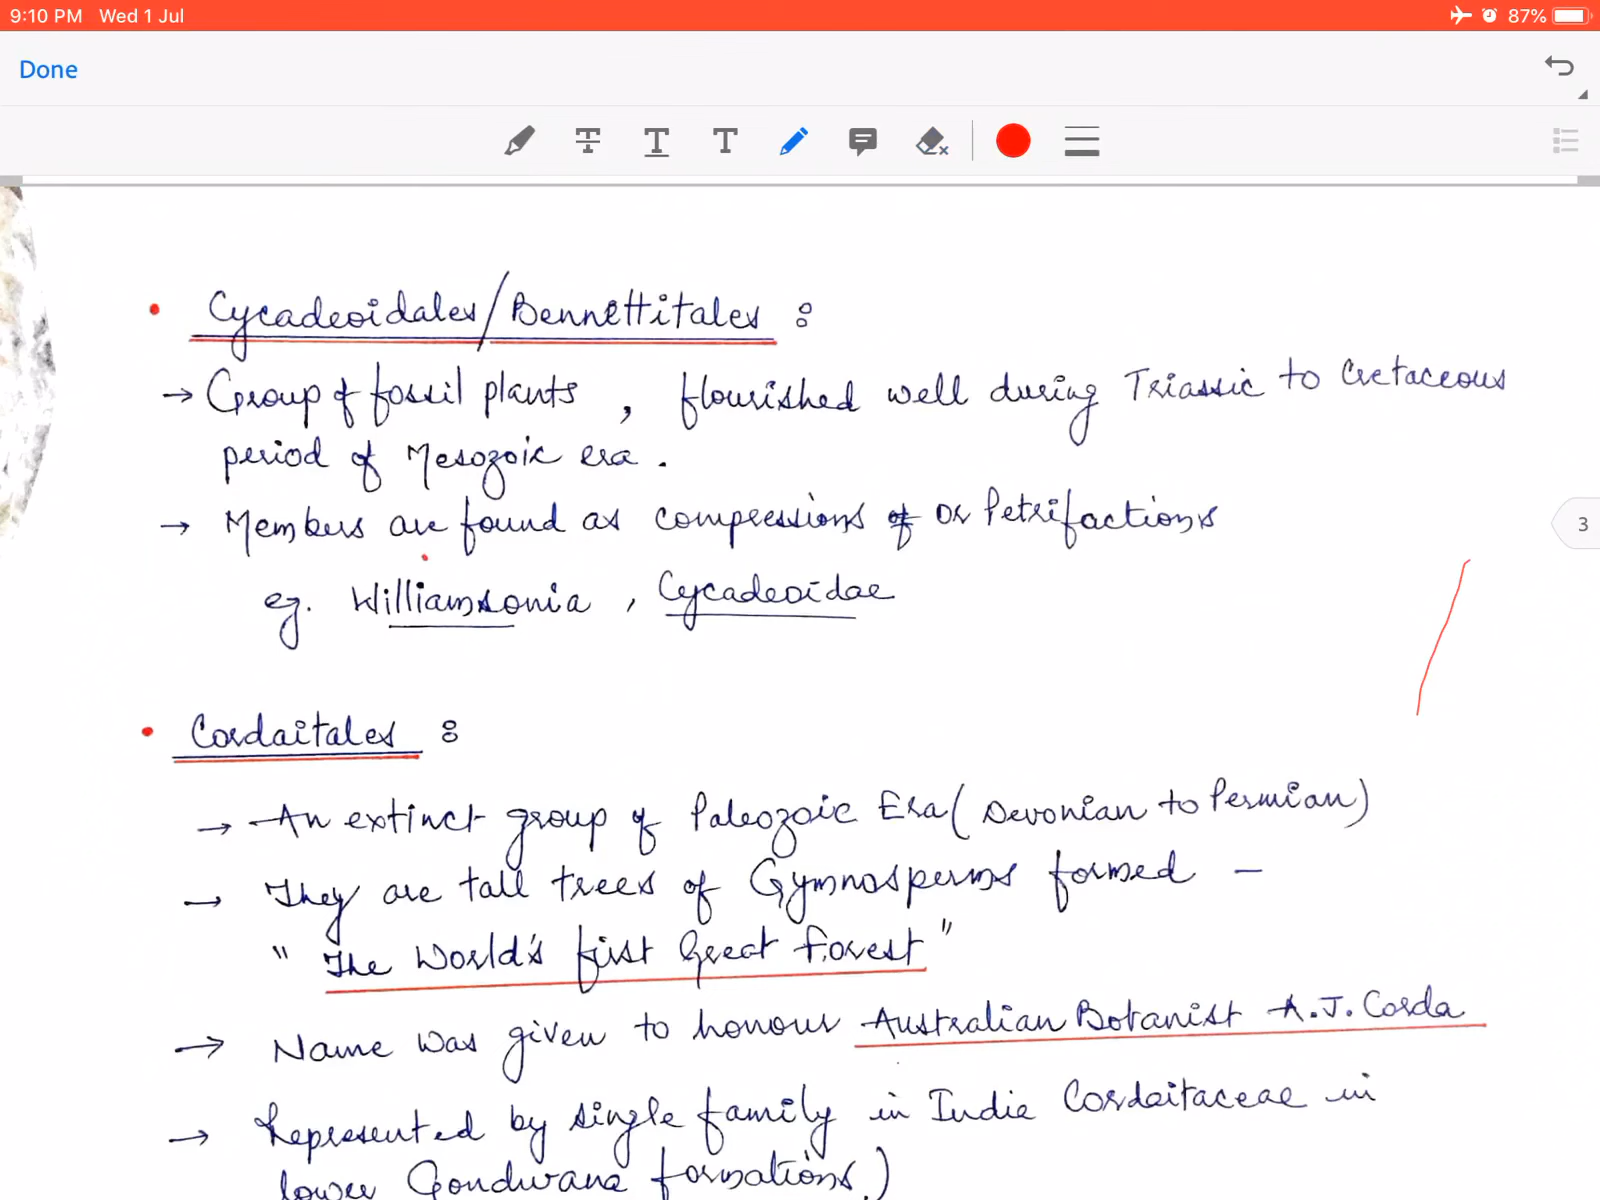 9:10 PM Wed 1 Jul
87%
Done
Cycadeoidales/Bennettitales :
→ Group of fossil plants , flourished well during Triassic to Cretaceous
period of Mesozoic era .
→ Members are found as compressions of or Petrifactions
eg. Williamsonia , Cycadeoidae
3
Cordaitales :
→ An extinct group of Paleozoic Era ( Devonian to Permian )
→ They are tall trees of Gymnosperms formed –
" The World's first Great Forest "
→ Name was given to honour Australian Botanist A.J. Corda
→ Represented by single family in India Cordaitaceae in
lower Gondwana formations.)